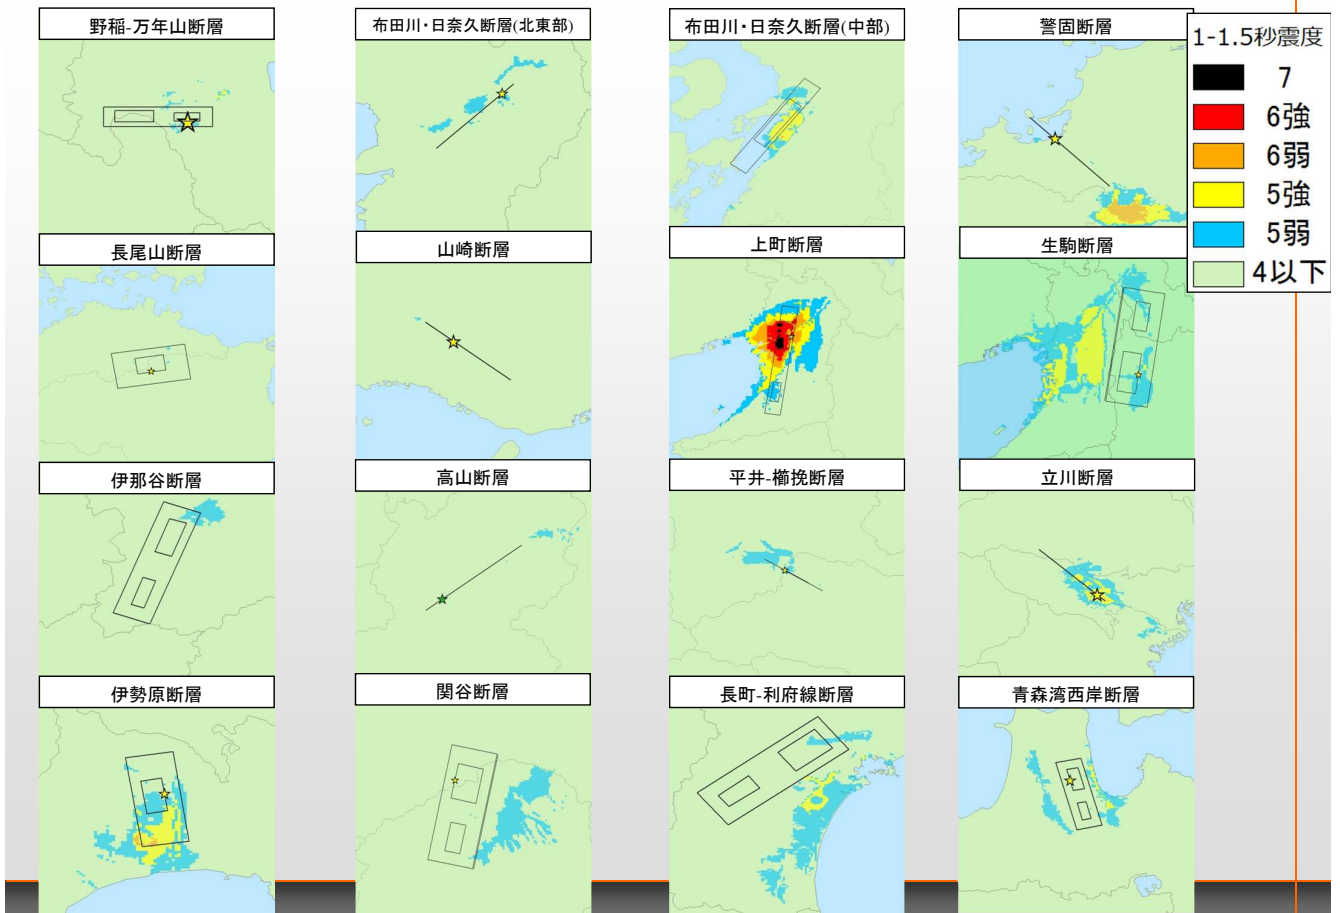 野稲-万年山断層
布田川・日奈久断層(北東部)
布田川・日奈久断層(中部)
警固断層
1-1.5秒震度
7
6強
6弱
5強
5弱
4以下
長尾山断層
山崎断層
上町断層
生駒断層
伊那谷断層
高山断層
平井-櫛挽断層
立川断層
伊勢原断層
関谷断層
長町-利府線断層
青森湾西岸断層